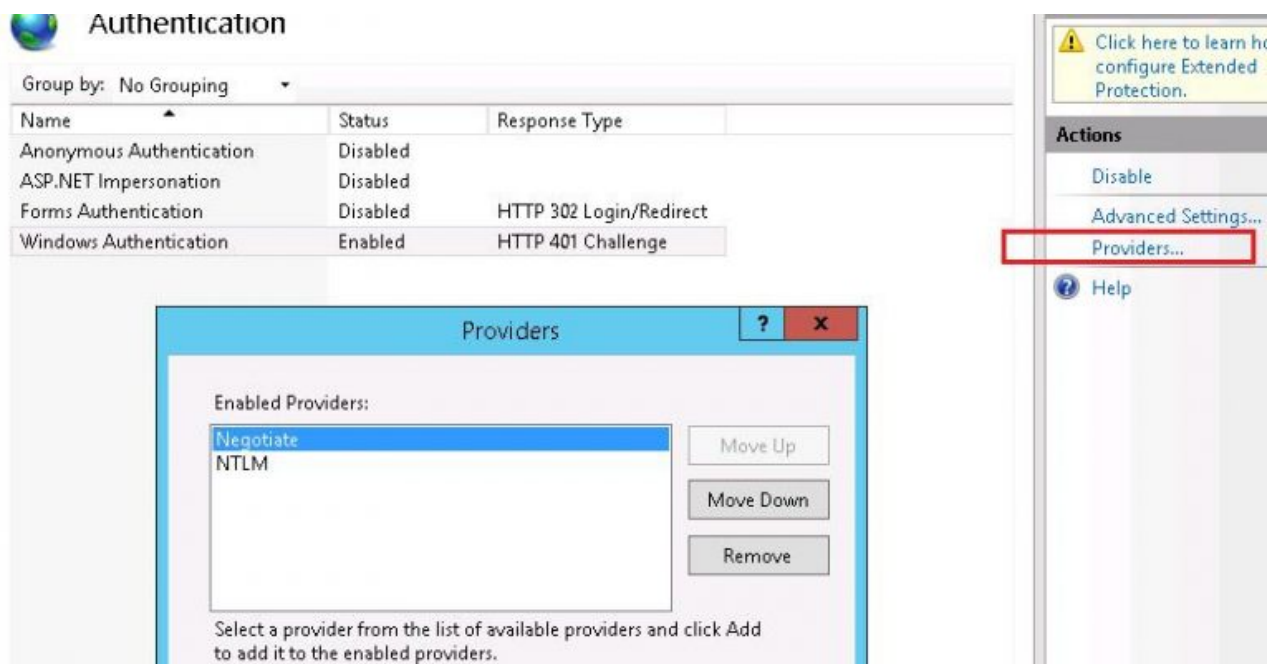 Authentication
Group by: No Grouping
Name Status Response Type
Anonymous Authentication Disabled
ASP.NET Impersonation Disabled
Forms Authentication Disabled HTTP 302 Login/Redirect
Windows Authentication Enabled HTTP 401 Challenge
Click here to learn ho
configure Extended
Protection.
Actions
Disable
Advanced Settings...
Providers...
Help
Providers
? x
Enabled Providers:
Negotiate
NTLM
Move Up
Move Down
Remove
Select a provider from the list of available providers and click Add
to add it to the enabled providers.